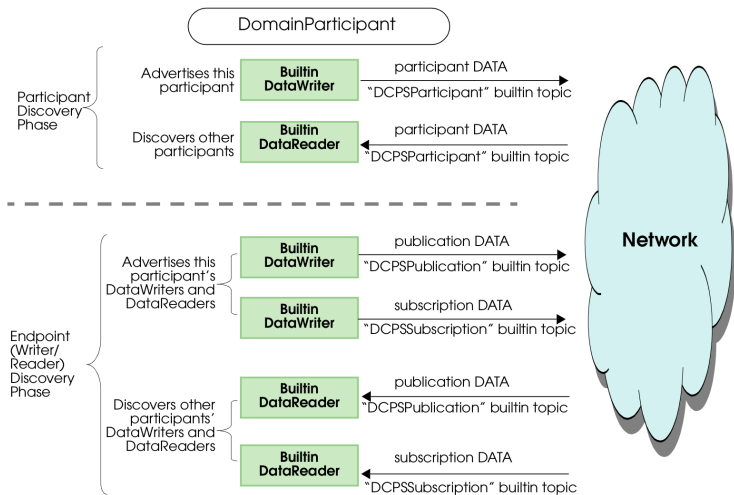 DomainParticipant
Participant
Discovery
Phase
Advertises this
participant
Builtin
DataWriter
participant DATA
“DCPSParticipant” builtin topic
Discovers other
participants
Builtin
DataReader
participant DATA
“DCPSParticipant” builtin topic
Network
Endpoint
(Writer/
Reader)
Discovery
Phase
Advertises this
participant’s
DataWriters and
DataReaders
Builtin
DataWriter
publication DATA
“DCPSPublication” builtin topic
Builtin
DataWriter
subscription DATA
“DCPSSubscription” builtin topic
Discovers other
participants’
DataWriters and
DataReaders
Builtin
DataReader
publication DATA
“DCPSPublication” builtin topic
Builtin
DataReader
subscription DATA
“DCPSSubscription” builtin topic